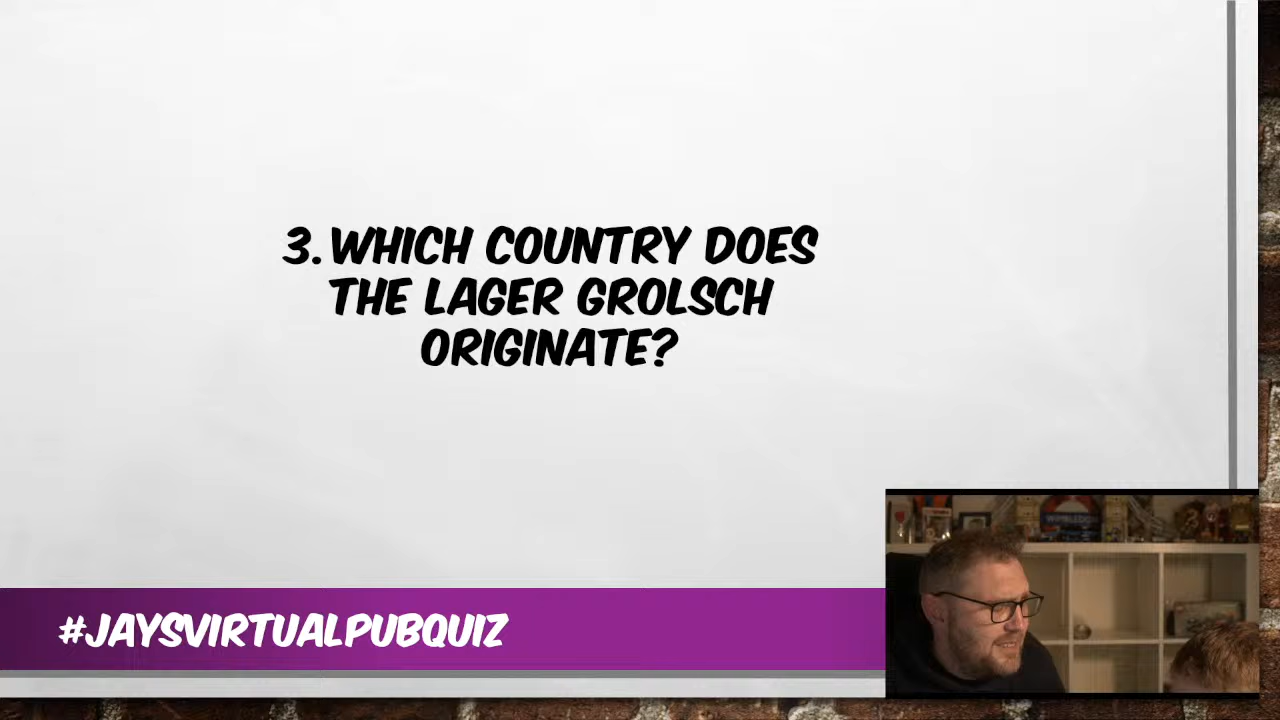 3. WHICH COUNTRY DOES
THE LAGER GROLSCH
ORIGINATE?
#JAYSVIRTUALPUBQUIZ